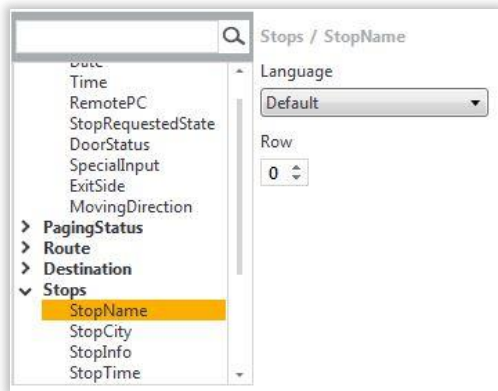 Stops / StopName
Language
Default
Row
0
Date
Time
RemotePC
StopRequestedState
DoorStatus
SpecialInput
ExitSide
MovingDirection
PagingStatus
Route
Destination
Stops
StopName
StopCity
StopInfo
StopTime